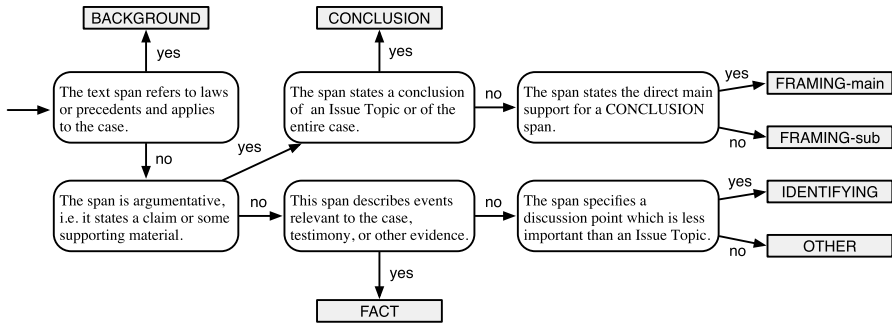 BACKGROUND
CONCLUSION
yes
yes
The text span refers to laws
or precedents and applies
to the case.
The span states a conclusion
of an Issue Topic or of the
entire case.
no
The span states the direct main
support for a CONCLUSION
span.
yes
FRAMING-main
no
FRAMING-sub
no
yes
The span is argumentative,
i.e. it states a claim or some
supporting material.
no
This span describes events
relevant to the case,
testimony, or other evidence.
no
The span specifies a
discussion point which is less
important than an Issue Topic.
yes
IDENTIFYING
no
OTHER
yes
FACT